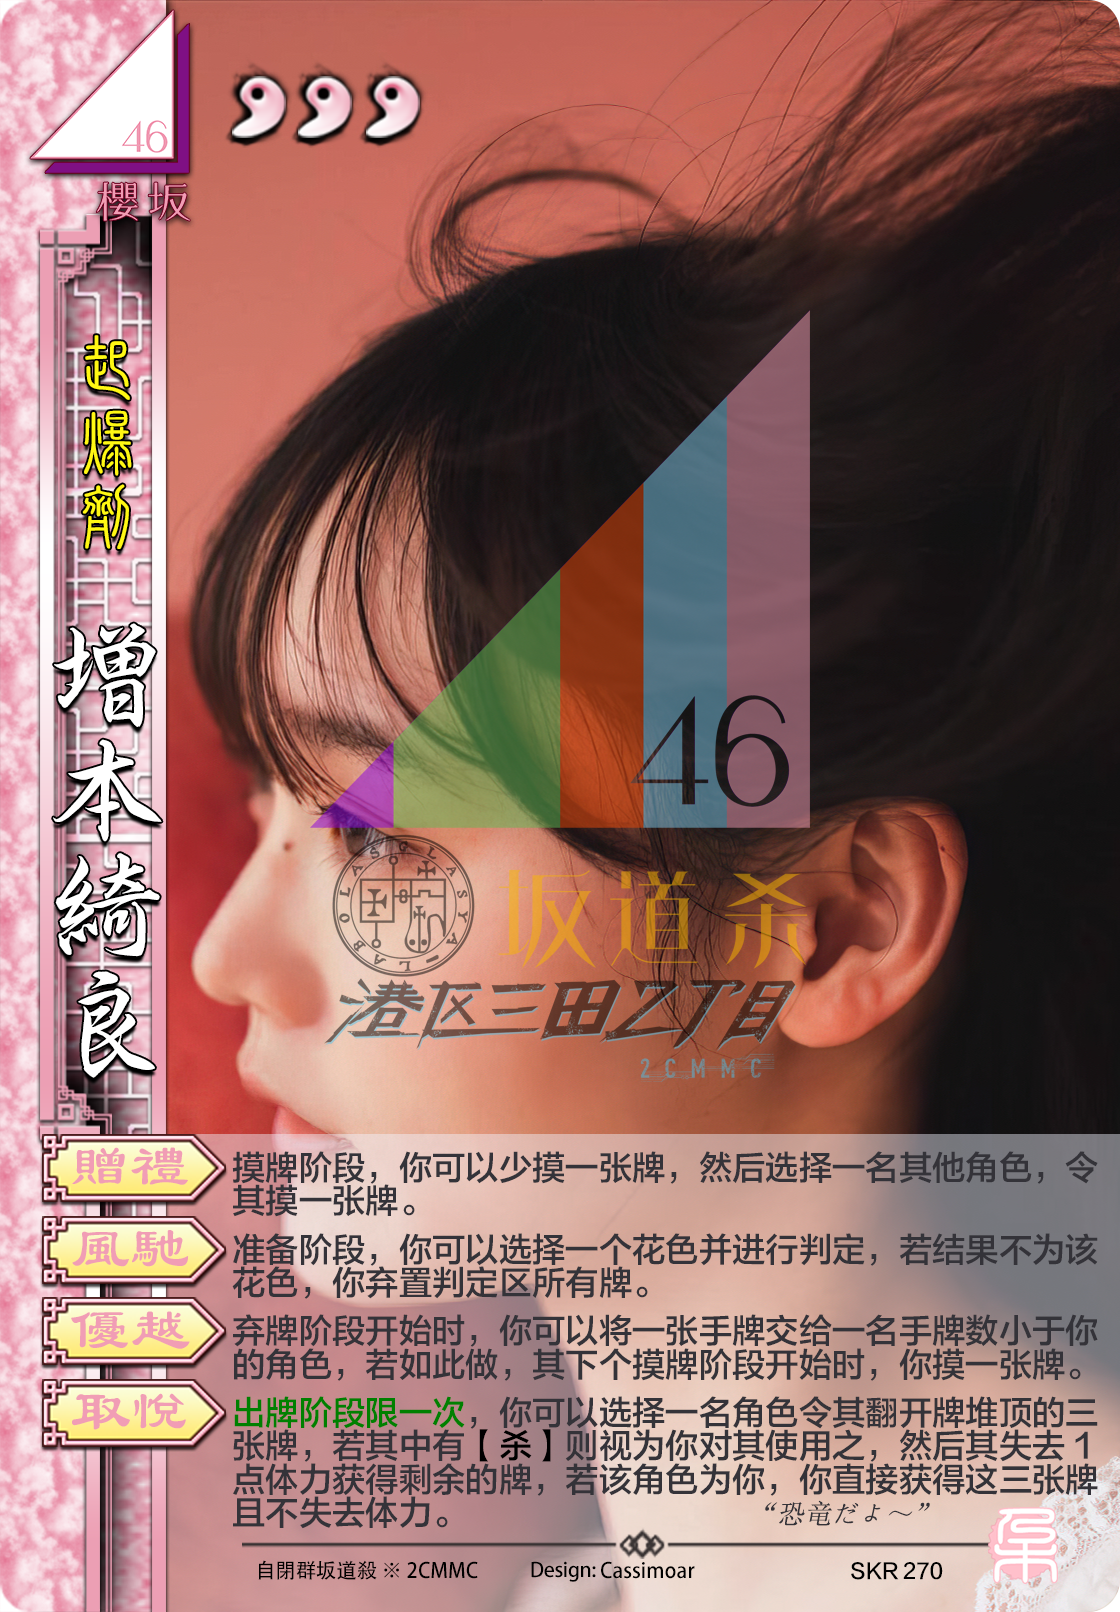 46
櫻坂
起爆劑
増本綺良
46
GLASYALABOLAS
坂道杀
港区三田2丁目
2CMMC
贈禮
摸牌阶段，你可以少摸一张牌，然后选择一名其他角色，令
其摸一张牌。
風馳
准备阶段，你可以选择一个花色并进行判定，若结果不为该
花色，你弃置判定区所有牌。
優越
弃牌阶段开始时，你可以将一张手牌交给一名手牌数小于你
的角色，若如此做，其下个摸牌阶段开始时，你摸一张牌。
取悅
出牌阶段限一次，你可以选择一名角色令其翻开牌堆顶的三
张牌，若其中有【杀】则视为你对其使用之，然后其失去1
点体力获得剩余的牌，若该角色为你，你直接获得这三张牌
且不失去体力。
“恐竜だょ～”
自閉群坂道殺 ※ 2CMMC Design: Cassimoar SKR 270